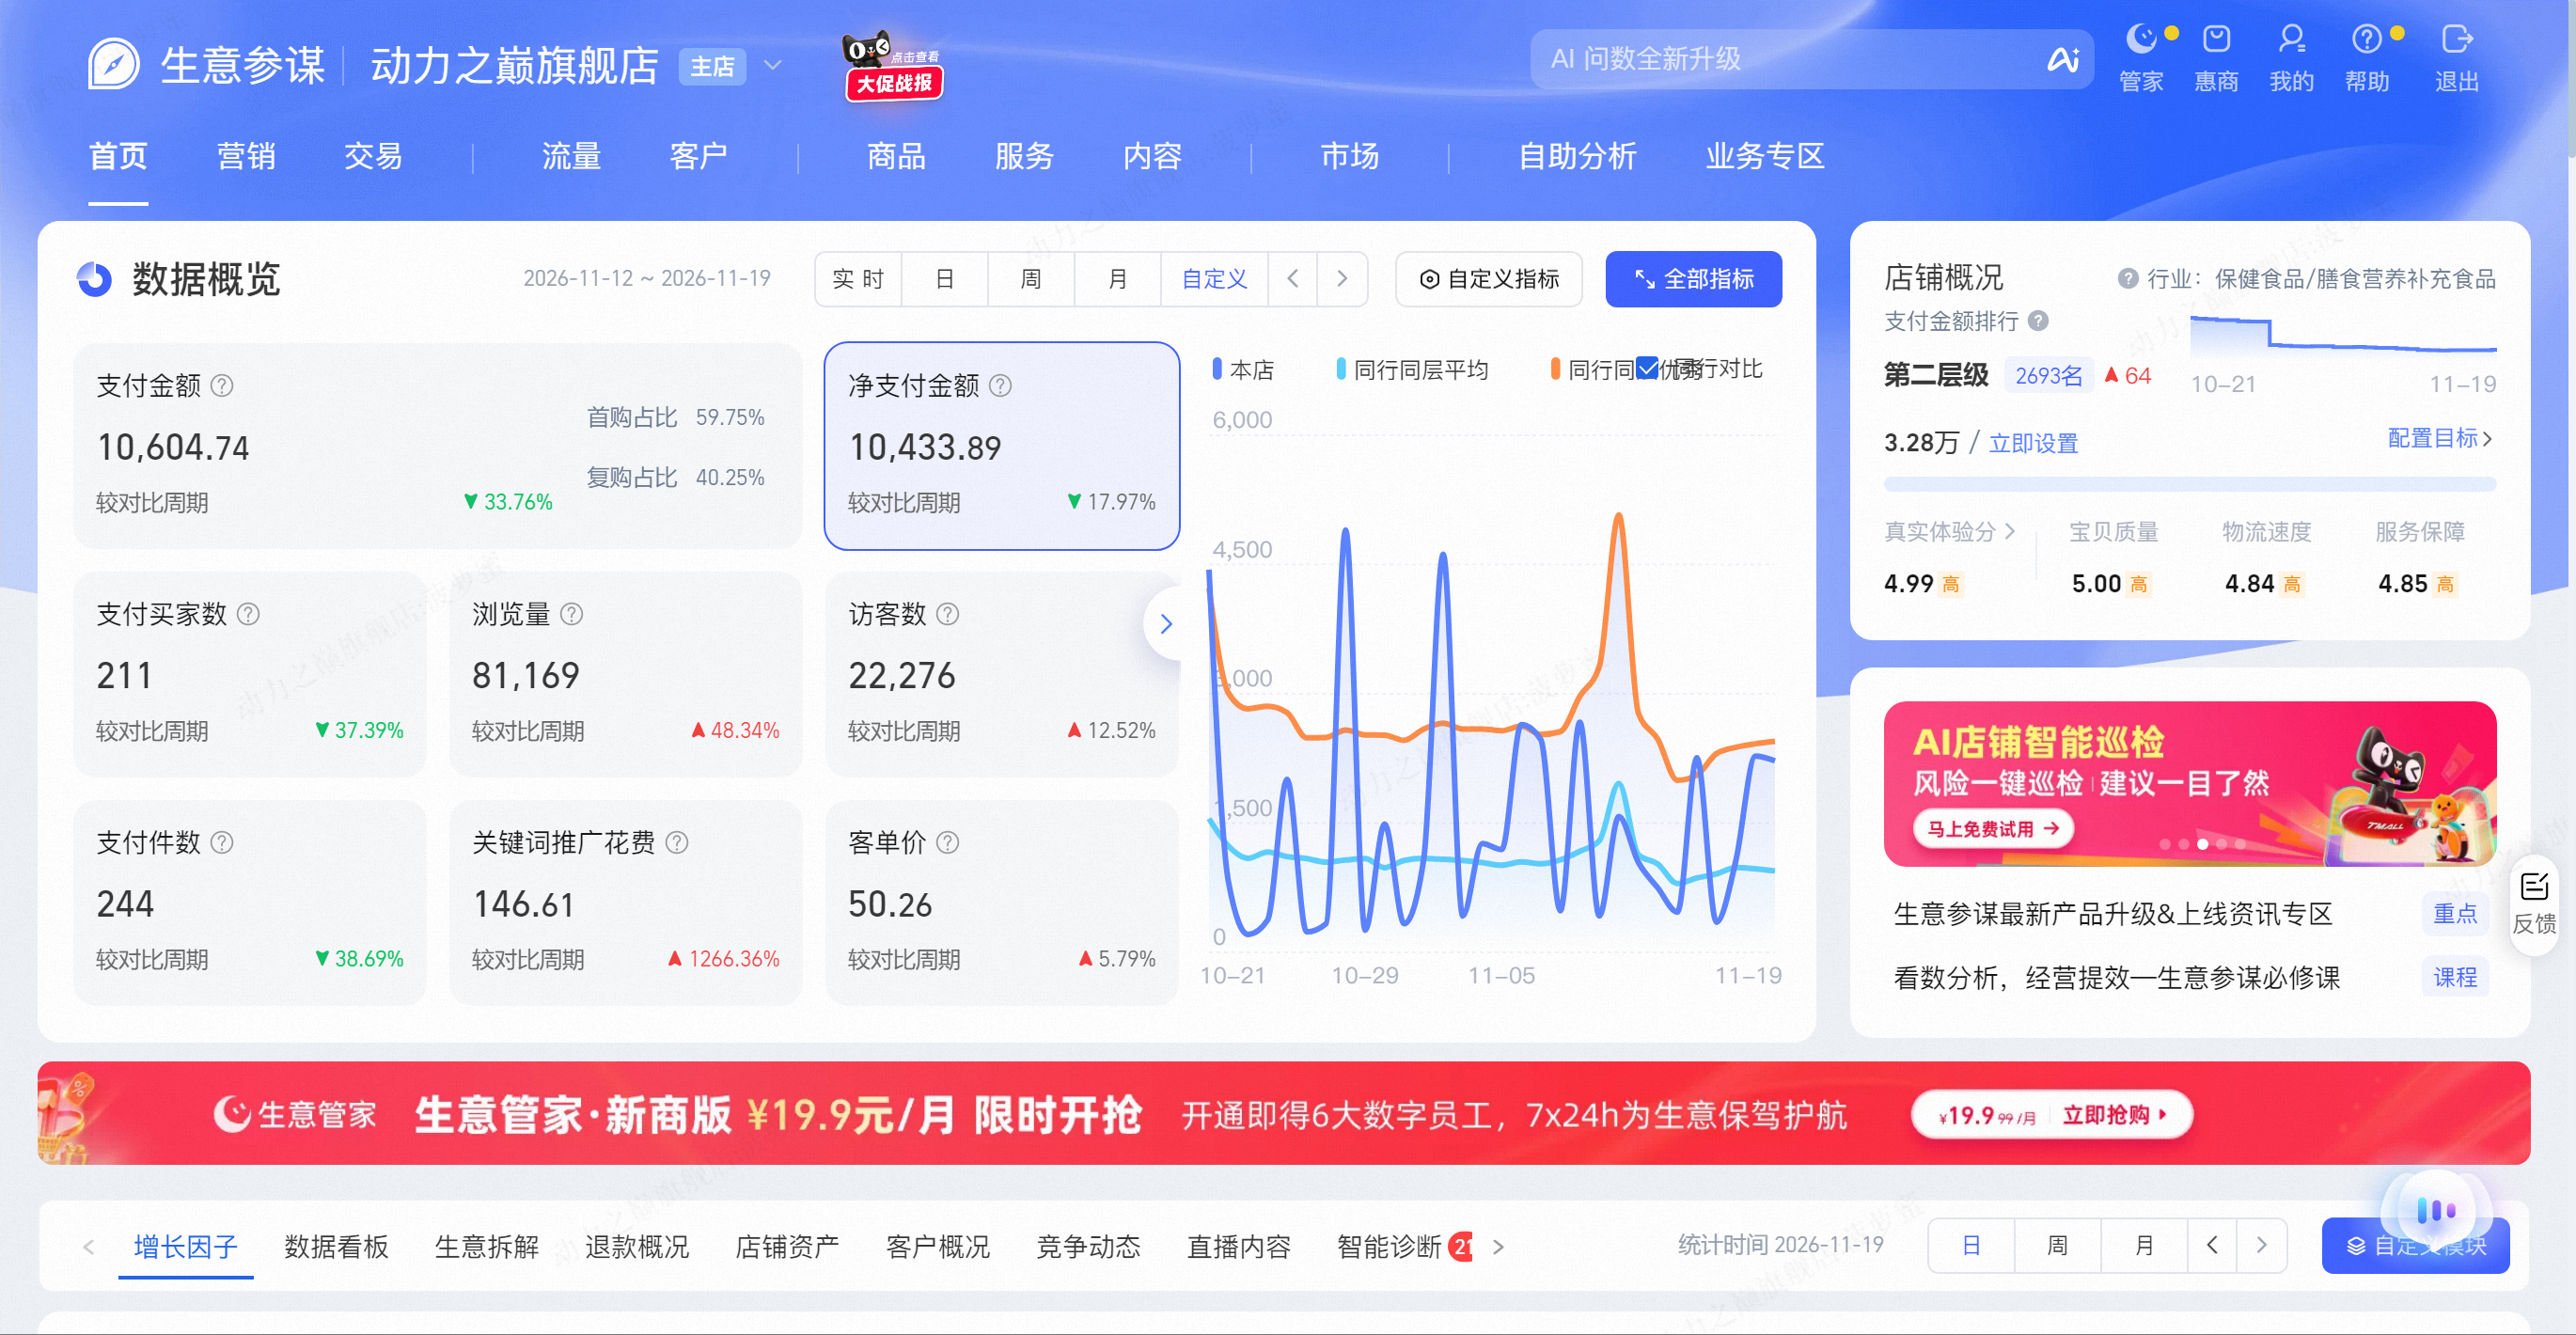 生意参谋 动力之巅旗舰店 主店
点击查看
大促战报
AI 问数全新升级
管家 惠商 我的 帮助 退出
首页 营销 交易 流量 客户 商品 服务 内容 市场 自助分析 业务专区
数据概览 2026-11-12 ~ 2026-11-19 实 时 日 周 月 自定义 自定义指标 全部指标
支付金额
10,604.74
较对比周期 33.76%
首购占比 59.75%
复购占比 40.25%
净支付金额
10,433.89
较对比周期 17.97%
支付买家数
211
较对比周期 37.39%
浏览量
81,169
较对比周期 48.34%
访客数
22,276
较对比周期 12.52%
支付件数
244
较对比周期 38.69%
关键词推广花费
146.61
较对比周期 1266.36%
客单价
50.26
较对比周期 5.79%
本店 同行同层平均 同行同 同行对比
6,000
4,500
3,000
1,500
0
10-21 10-29 11-05 11-19
店铺概况 行业：保健食品/膳食营养补充食品
支付金额排行
第二层级 2693名 64
10-21 11-19
3.28万 / 立即设置 配置目标
真实体验分 宝贝质量 物流速度 服务保障
4.99 高 5.00 高 4.84 高 4.85 高
AI店铺智能巡检
风险一键巡检 建议一目了然
马上免费试用
TMALL
生意参谋最新产品升级&上线资讯专区 重点
看数分析，经营提效—生意参谋必修课 课程
反馈
生意管家 生意管家·新商版 ¥19.9元/月 限时开抢 开通即得6大数字员工，7x24h为生意保驾护航 ¥19.9 99/月 立即抢购
增长因子 数据看板 生意拆解 退款概况 店铺资产 客户概况 竞争动态 直播内容 智能诊断 21 统计时间 2026-11-19 日 周 月 自定义模块